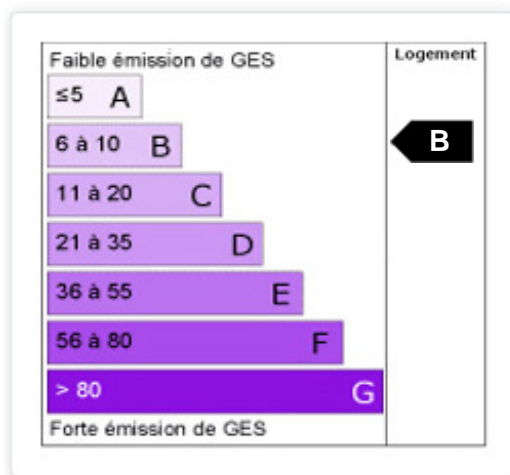 Faible émission de GES
Logement
≤5 A
6 à 10 B
B
11 à 20 C
21 à 35 D
36 à 55 E
56 à 80 F
> 80 G
Forte émission de GES